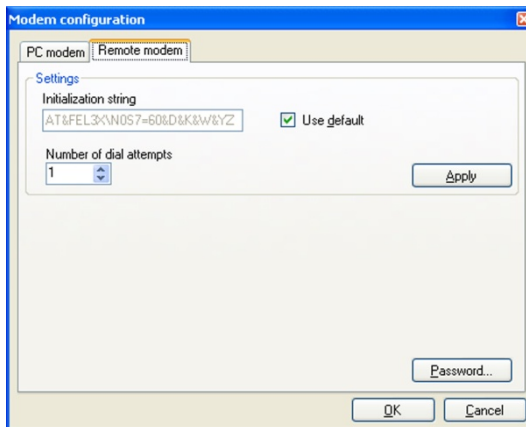 Modem configuration
PC modem
Remote modem
Settings
Initialization string
AT&FEL3X\N0S7=60&D&K&W&YZ
Use default
Number of dial attempts
1
Apply
Password...
OK
Cancel